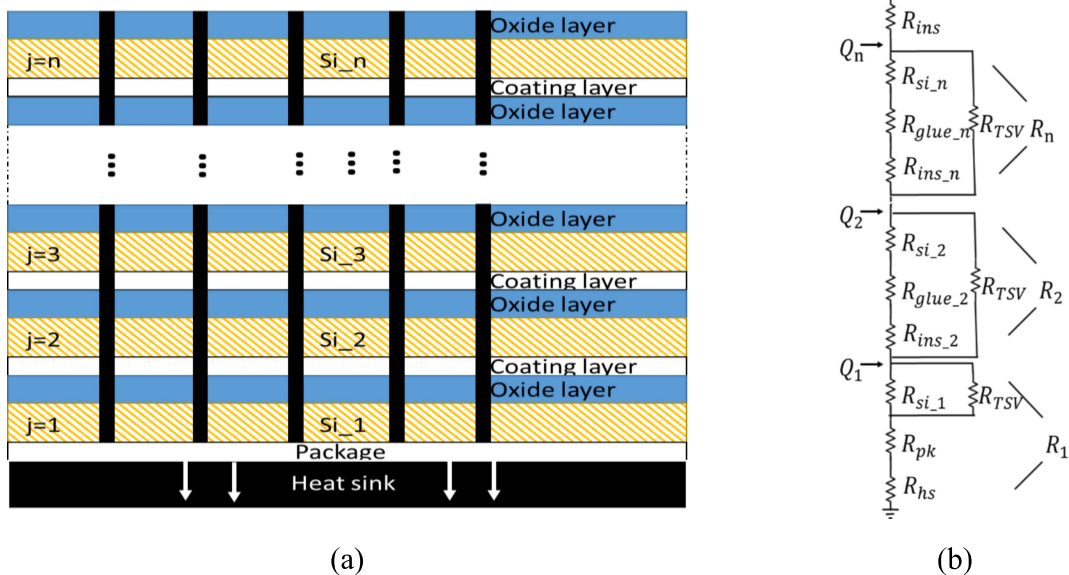 Oxide layer
j=n
Si_n
Coating layer
Oxide layer
Oxide layer
j=3
Si_3
Coating layer
Oxide layer
j=2
Si_2
Coating layer
Oxide layer
j=1
Si_1
Package
Heat sink
(a)
R_ins
Q_n
R_si_n
R_glue_n
R_TSV
R_n
R_ins_n
Q_2
R_si_2
R_glue_2
R_TSV
R_2
R_ins_2
Q_1
R_si_1
R_TSV
R_pk
R_1
R_hs
(b)